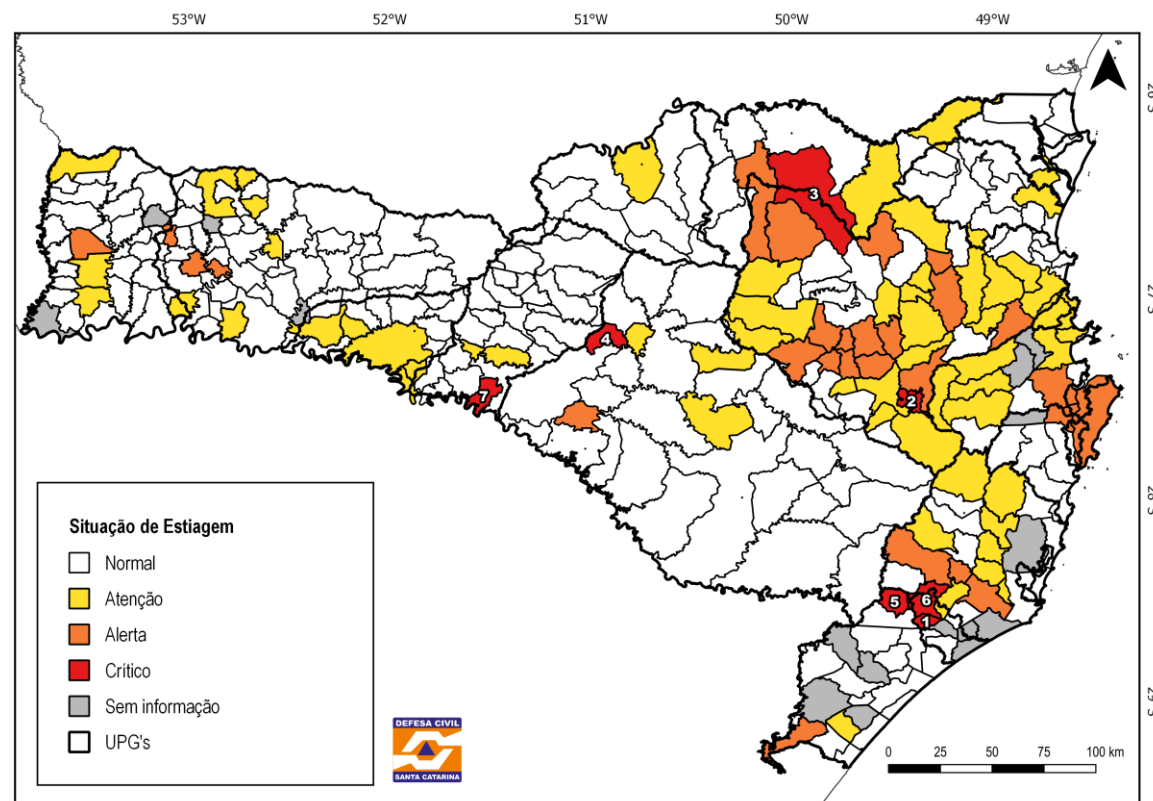 53°W 52°W 51°W 50°W 49°W
3
4
7
2
5
6
1
Situação de Estiagem
Normal
Atenção
Alerta
Crítico
Sem informação
UPG's
DEFESA CIVIL
SANTA CATARINA
0 25 50 75 100 km